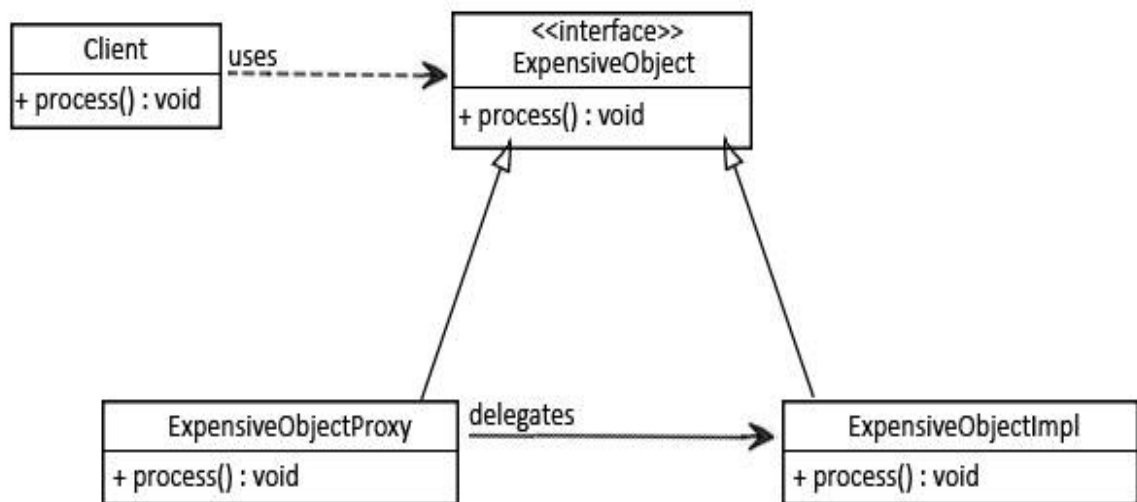 Client
+ process() : void
uses
<<interface>>
ExpensiveObject
+ process() : void
ExpensiveObjectProxy
+ process() : void
delegates
ExpensiveObjectImpl
+ process() : void